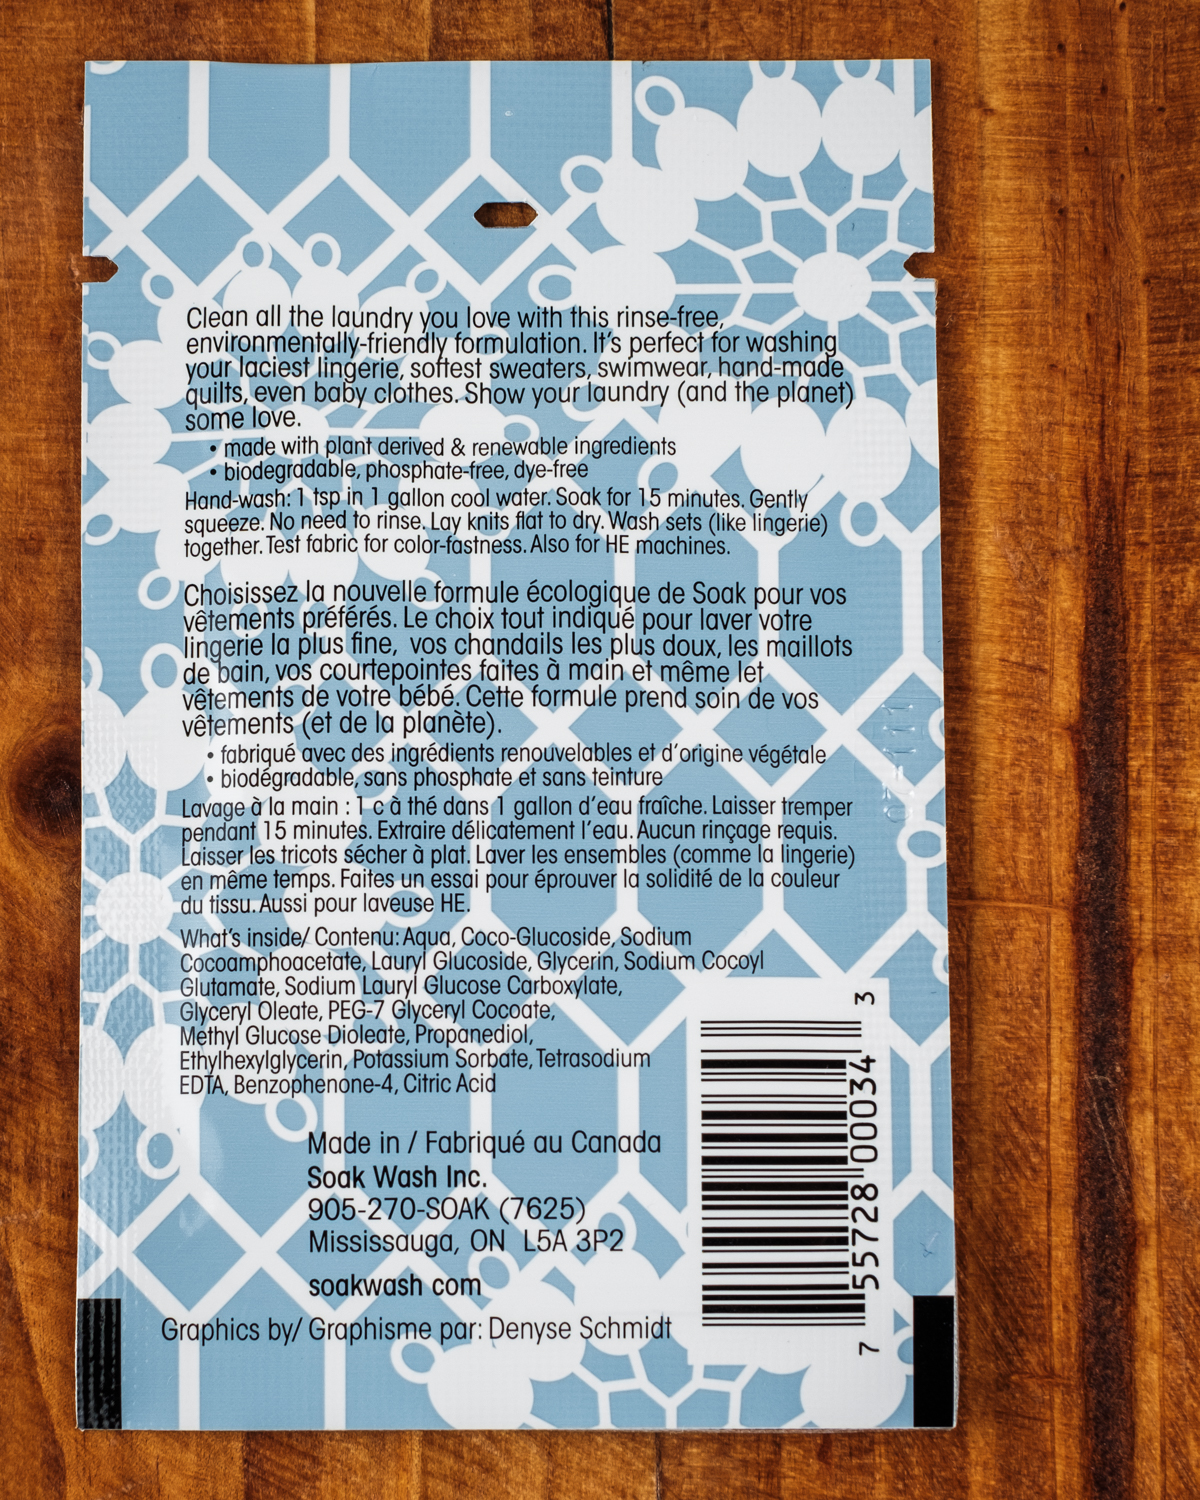 Clean all the laundry you love with this rinse-free,
environmentally-friendly formulation. It's perfect for washing
your laciest lingerie, softest sweaters, swimwear, hand-made
quilts, even baby clothes. Show your laundry (and the planet)
some love.
• made with plant derived & renewable ingredients
• biodegradable, phosphate-free, dye-free
Hand-wash: 1 tsp in 1 gallon cool water. Soak for 15 minutes. Gently
squeeze. No need to rinse. Lay knits flat to dry. Wash sets (like lingerie)
together. Test fabric for color-fastness. Also for HE machines.
Choisissez la nouvelle formule écologique de Soak pour vos
vêtements préférés. Le choix tout indiqué pour laver votre
lingerie la plus fine, vos chandails les plus doux, les maillots
de bain, vos courtepointes faites à main et même let
vêtements de votre bébé. Cette formule prend soin de vos
vêtements (et de la planète).
• fabriqué avec des ingrédients renouvelables et d'origine végétale
• biodégradable, sans phosphate et sans teinture
Lavage à la main : 1 c à thé dans 1 gallon d'eau fraîche. Laisser tremper
pendant 15 minutes. Extraire délicatement l'eau. Aucun rinçage requis.
Laisser les tricots sécher à plat. Laver les ensembles (comme la lingerie)
en même temps. Faites un essai pour éprouver la solidité de la couleur
du tissu. Aussi pour laveuse HE.
What's inside/ Contenu: Aqua, Coco-Glucoside, Sodium
Cocoamphoacetate, Lauryl Glucoside, Glycerin, Sodium Cocoyl
Glutamate, Sodium Lauryl Glucose Carboxylate,
Glyceryl Oleate, PEG-7 Glyceryl Cocoate,
Methyl Glucose Dioleate, Propanediol,
Ethylhexylglycerin, Potassium Sorbate, Tetrasodium
EDTA, Benzophenone-4, Citric Acid
Made in / Fabriqué au Canada
Soak Wash Inc.
905-270-SOAK (7625)
Mississauga, ON L5A 3P2
soakwash com
Graphics by/ Graphisme par: Denyse Schmidt
7 55728 00034 3